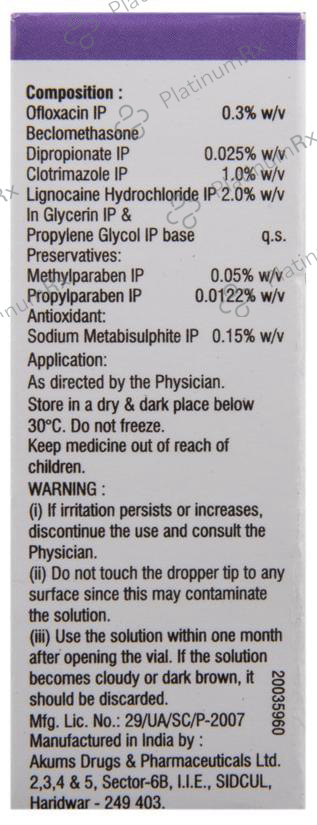 PlatinumRx
Composition :
Ofloxacin IP 0.3% w/v
Beclomethasone
Dipropionate IP 0.025% w/v
Clotrimazole IP 1.0% w/v
Lignocaine Hydrochloride IP 2.0% w/v
In Glycerin IP &
Propylene Glycol IP base q.s.
Preservatives:
Methylparaben IP 0.05% w/v
Propylparaben IP 0.0122% w/v
Antioxidant:
Sodium Metabisulphite IP 0.15% w/v
Application:
As directed by the Physician.
Store in a dry & dark place below
30°C. Do not freeze.
Keep medicine out of reach of
children.
WARNING :
(i) If irritation persists or increases,
discontinue the use and consult the
Physician.
(ii) Do not touch the dropper tip to any
surface since this may contaminate
the solution.
(iii) Use the solution within one month
after opening the vial. If the solution
becomes cloudy or dark brown, it
should be discarded.
Mfg. Lic. No.: 29/UA/SC/P-2007
Manufactured in India by :
Akums Drugs & Pharmaceuticals Ltd.
2,3,4 & 5, Sector-6B, I.I.E., SIDCUL,
Haridwar - 249 403.
20035960